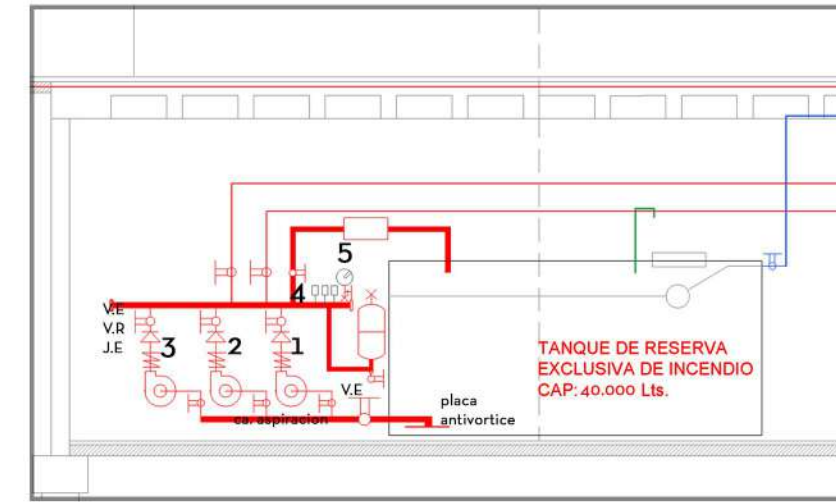 5
4
V.E
V.R
J.E
3
2
1
TANQUE DE RESERVA
EXCLUSIVA DE INCENDIO
CAP: 40.000 Lts.
V.E
placa
antivortice
ca. aspiracion